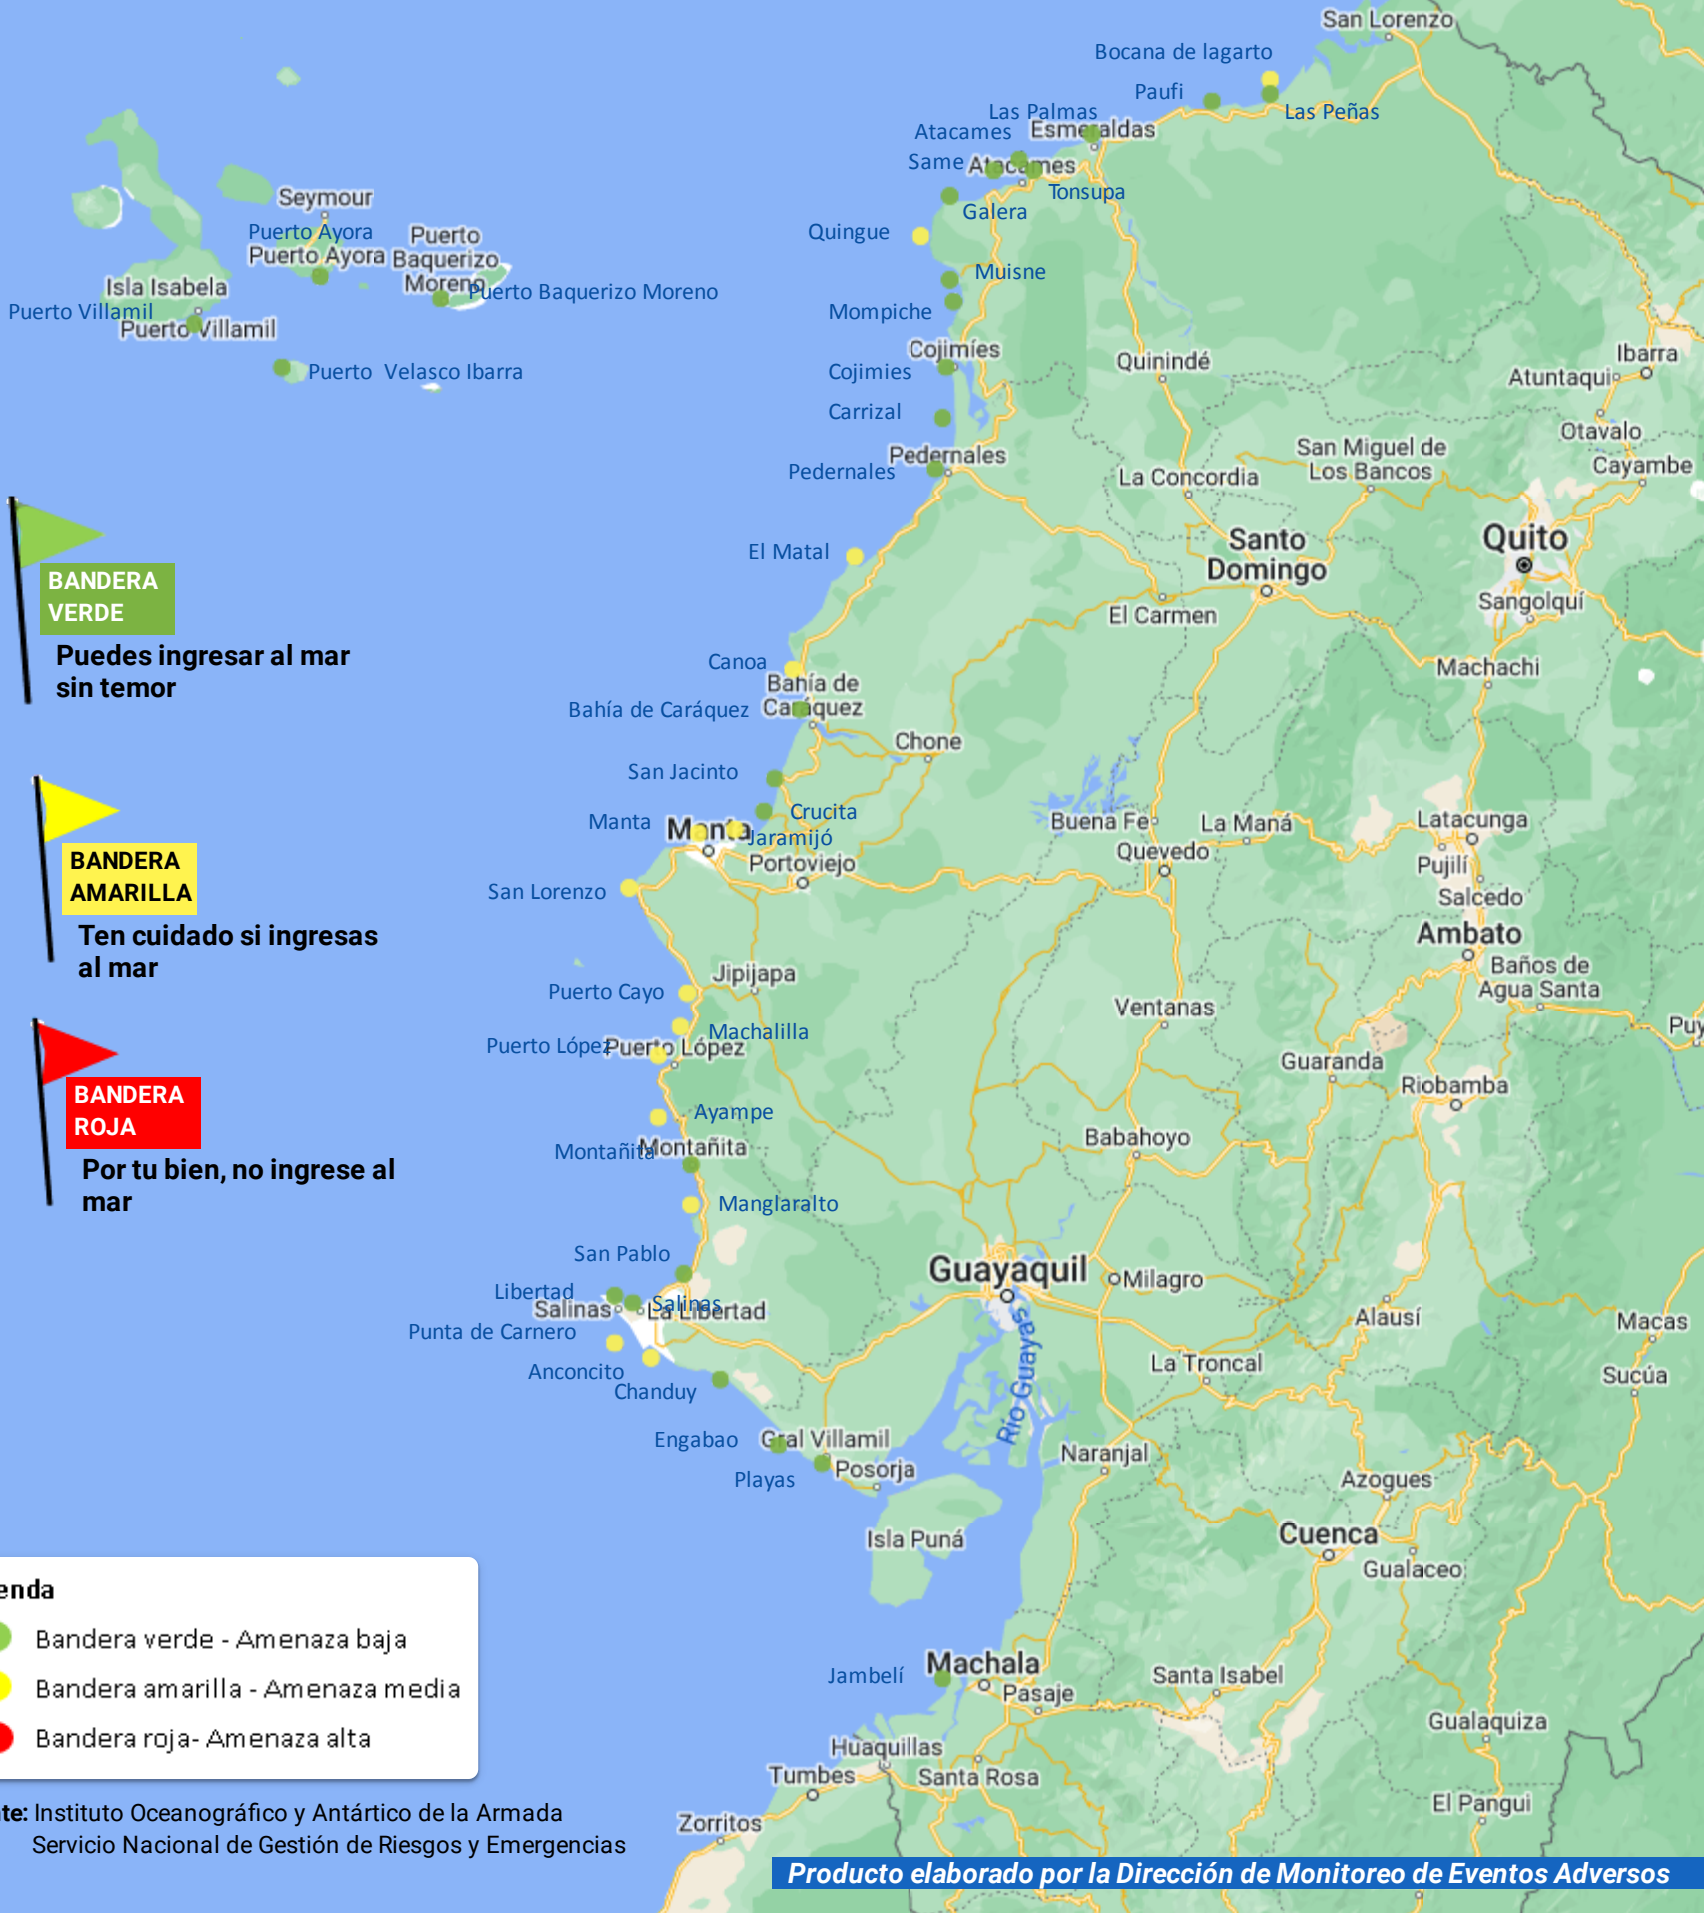 San Lorenzo
Bocana de lagarto
Paufi
Las Peñas
Las Palmas
Esmeraldas
Atacames
Same
Atacames
Tonsupa
Galera
Quingue
Muisne
Mompiche
Cojimíes
Cojimies
Carrizal
Pedernales
Pedernales
El Matal
Canoa
Bahía de
Caráquez
Bahía de Caráquez
Chone
San Jacinto
Crucita
Manta
Manta
Jaramijó
Portoviejo
San Lorenzo
Jipijapa
Puerto Cayo
Machalilla
Puerto López
Puerto López
Ayampe
Montañita
Montañita
Manglaralto
San Pablo
Libertad
Salinas
Salinas
La Libertad
Punta de Carnero
Anconcito
Chanduy
Engabao
Gral Villamil
Playas
Posorja
Isla Puná
Jambelí
Machala
Pasaje
Huaquillas
Tumbes
Santa Rosa
Zorritos
Seymour
Puerto Ayora
Puerto Ayora
Puerto
Baquerizo
Moreno
Puerto Baquerizo Moreno
Isla Isabela
Puerto Villamil
Puerto Villamil
Puerto Velasco Ibarra
Quinindé
Ibarra
Atuntaqui
Otavalo
San Miguel de
Los Bancos
Cayambe
La Concordia
Santo
Domingo
Quito
El Carmen
Sangolquí
Machachi
Buena Fe
La Maná
Latacunga
Quevedo
Pujilí
Salcedo
Ambato
Baños de
Agua Santa
Ventanas
Puy
Guaranda
Riobamba
Babahoyo
Guayaquil
Milagro
Río Guayas
Alausí
Macas
La Troncal
Sucúa
Naranjal
Azogues
Cuenca
Gualaceo
Santa Isabel
Gualaquiza
El Pangui
BANDERA
VERDE
Puedes ingresar al mar
sin temor
BANDERA
AMARILLA
Ten cuidado si ingresas
al mar
BANDERA
ROJA
Por tu bien, no ingrese al
mar
enda
Bandera verde - Amenaza baja
Bandera amarilla - Amenaza media
Bandera roja- Amenaza alta
te: Instituto Oceanográfico y Antártico de la Armada
Servicio Nacional de Gestión de Riesgos y Emergencias
Producto elaborado por la Dirección de Monitoreo de Eventos Adversos